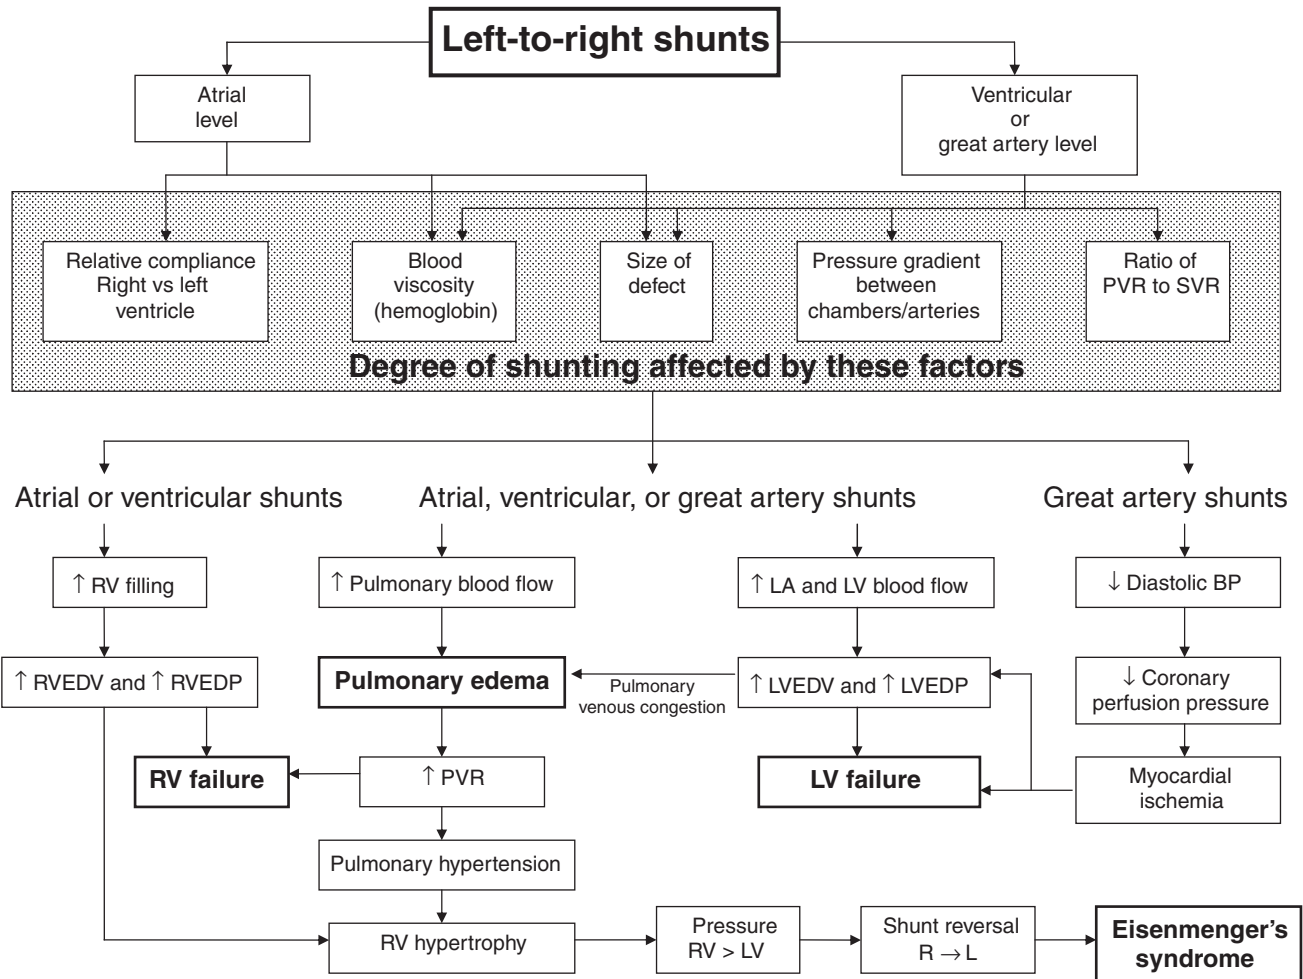 Left-to-right shunts
Atrial
level
Ventricular
or
great artery level
Relative compliance
Right vs left
ventricle
Blood
viscosity
(hemoglobin)
Size of
defect
Pressure gradient
between
chambers/arteries
Ratio of
PVR to SVR
Degree of shunting affected by these factors
Atrial or ventricular shunts
Atrial, ventricular, or great artery shunts
Great artery shunts
↑ RV filling
↑ Pulmonary blood flow
↑ LA and LV blood flow
↓ Diastolic BP
↑ RVEDV and ↑ RVEDP
Pulmonary edema
Pulmonary
venous congestion
↑ LVEDV and ↑ LVEDP
↓ Coronary
perfusion pressure
RV failure
↑ PVR
LV failure
Myocardial
ischemia
Pulmonary hypertension
RV hypertrophy
Pressure
RV > LV
Shunt reversal
R → L
Eisenmenger's
syndrome